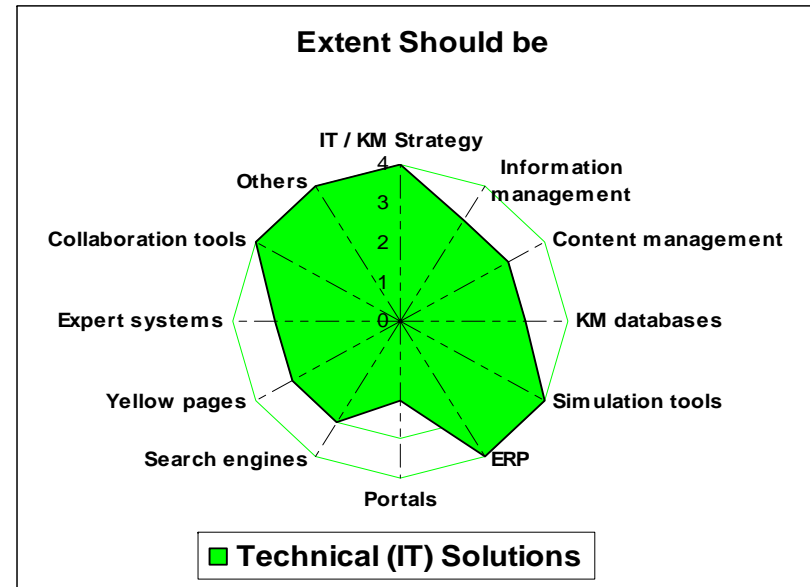 Extent Should be
IT / KM Strategy
Information
management
Content management
KM databases
Simulation tools
ERP
Portals
Search engines
Yellow pages
Expert systems
Collaboration tools
Others
4
3
2
1
0
Technical (IT) Solutions